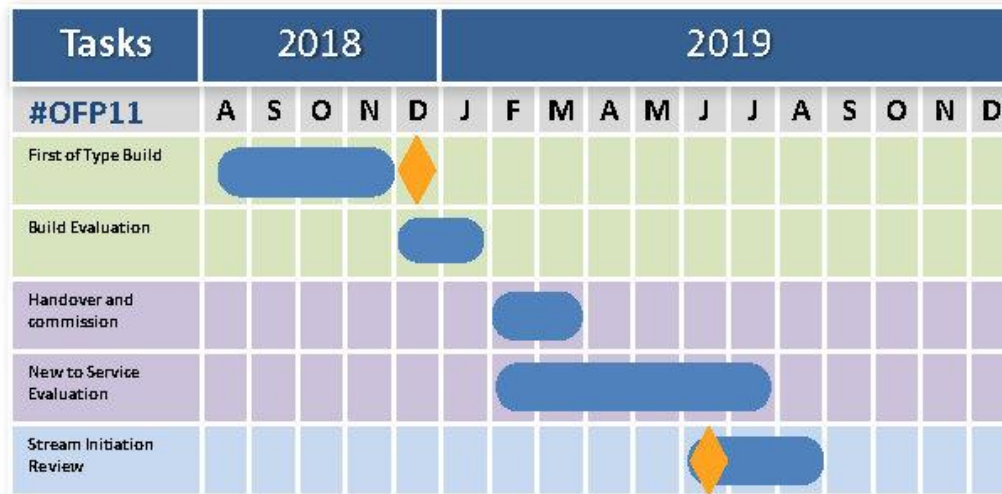 Tasks 2018 2019
#OFP11 A S O N D J F M A M J J A S O N D
First of Type Build
Build Evaluation
Handover and
commission
New to Service
Evaluation
Stream Initiation
Review